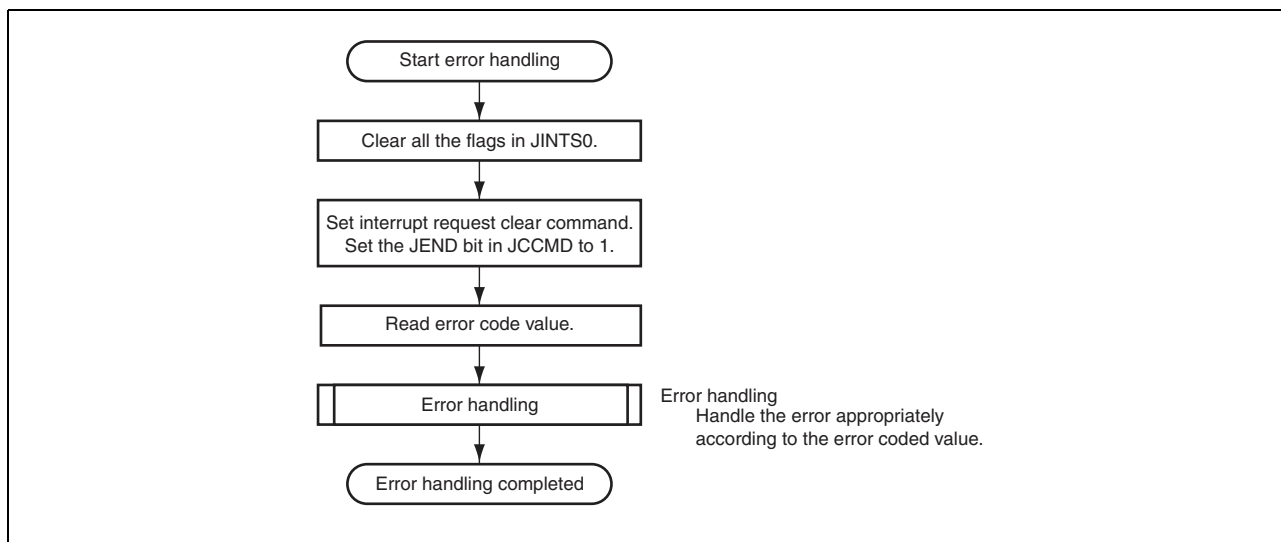 Start error handling
Clear all the flags in JINTS0.
Set interrupt request clear command.
Set the JEND bit in JCCMD to 1.
Read error code value.
Error handling
Error handling
Handle the error appropriately
according to the error coded value.
Error handling completed